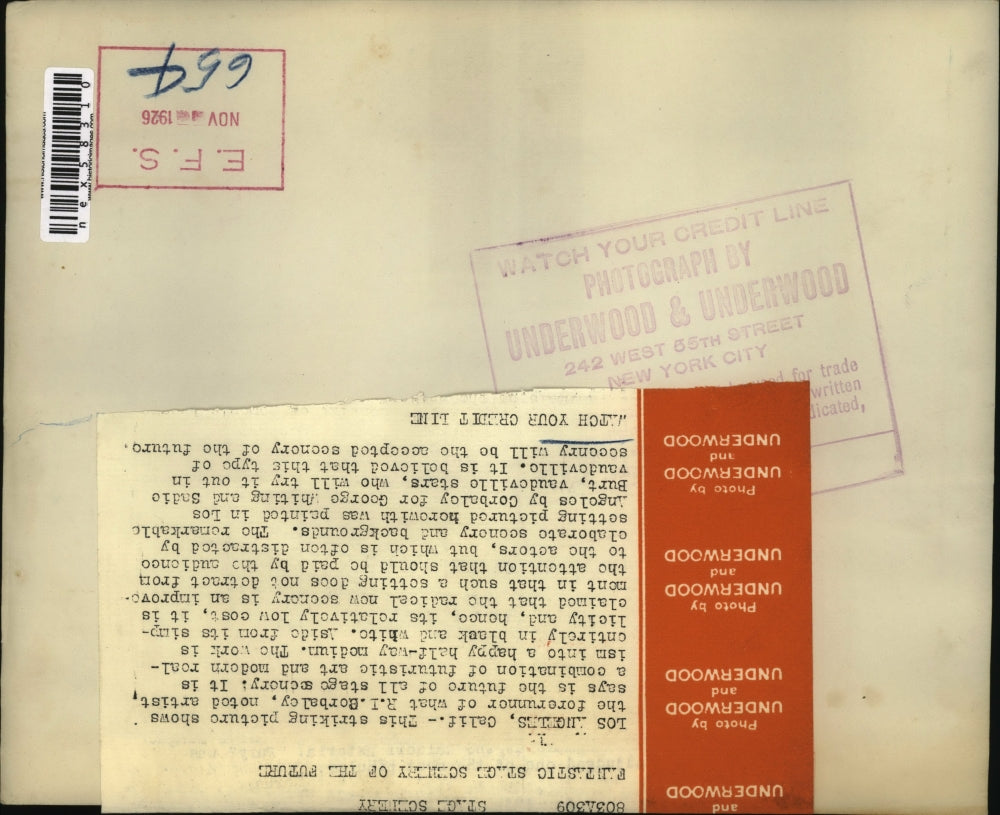 659
NOV 1926
E.F.S.
nex58310
WATCH YOUR CREDIT LINE
PHOTOGRAPH BY
UNDERWOOD & UNDERWOOD
242 WEST 55TH STREET
NEW YORK CITY
for trade
written
dicated,
803A309 STAGE SCENERY
FANTASTIC STAGE SCENERY OF THE FUTURE
LOS ANGELES, Calif.- This striking picture shows
the forerunner of what R.I.Corbaley, noted artist,
says is the future of all stage scenery; It is
a combination of futuristic art and modern real-
ism into a happy half-way medium. The work is
entirely in black and white. Aside from its simp-
licity and, hence, its relatively low cost, it is
claimed that the radical new scenery is an improve-
ment in that such a setting does not detract from
the attention that should be paid by the audience
to the actors, but which is often distracted by
elaborate scenery and backgrounds. The remarkable
setting pictured herewith was painted in Los
Angeles by Corbaley for George Whiting and Sadie
Burt, vaudeville stars, who will try it out in
vaudeville. It is believed that this type of
scenery will be the accepted scenery of the future.
WATCH YOUR CREDIT LINE
and
UNDERWOOD
Photo by
UNDERWOOD
and
UNDERWOOD
Photo by
UNDERWOOD
and
UNDERWOOD
Photo by
UNDERWOOD
and
UNDERWOOD